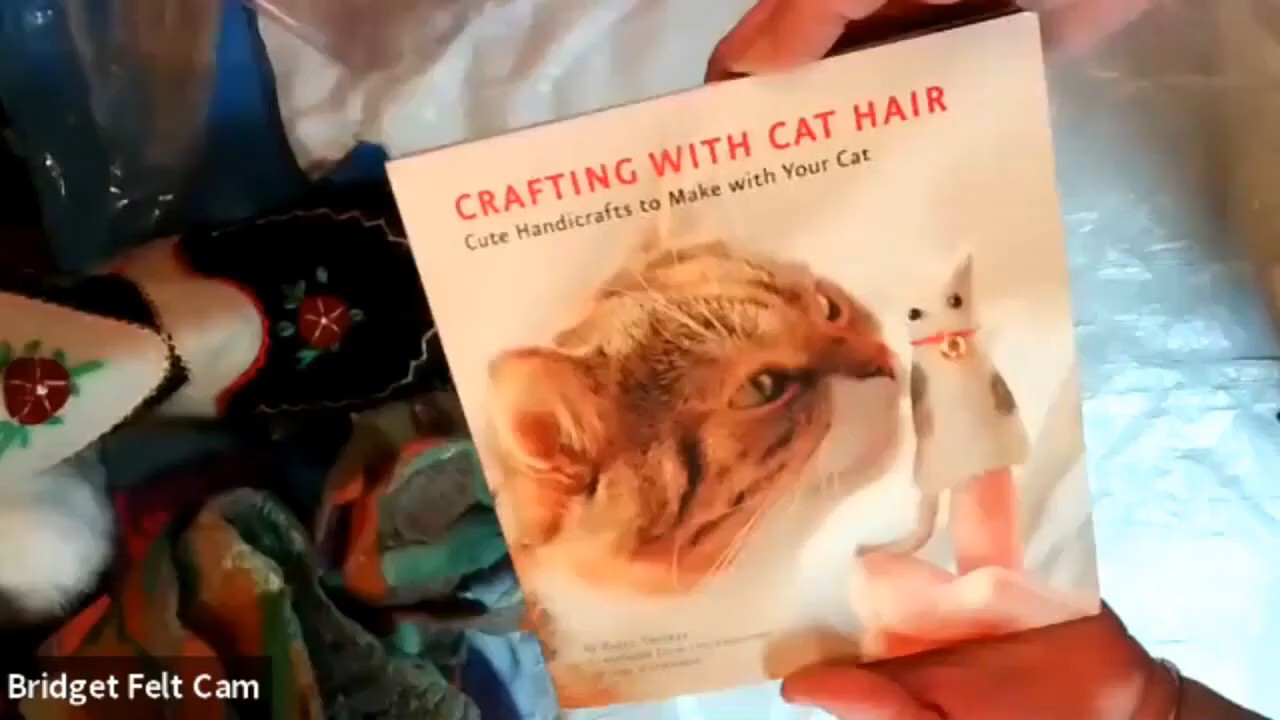 CRAFTING WITH CAT HAIR
Cute Handicrafts to Make with Your Cat
Bridget Felt Cam